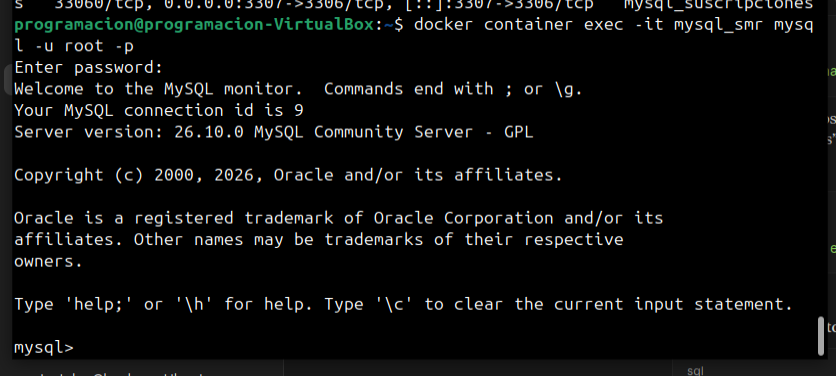 s   33060/tcp, 0.0.0.0:3307->3306/tcp, [::]:3307->3306/tcp   mysql_suscripciones
programacion@programacion-VirtualBox:~$ docker container exec -it mysql_smr mysq
l -u root -p
Enter password:
Welcome to the MySQL monitor.  Commands end with ; or \g.
Your MySQL connection id is 9
Server version: 26.10.0 MySQL Community Server - GPL
Copyright (c) 2000, 2026, Oracle and/or its affiliates.
Oracle is a registered trademark of Oracle Corporation and/or its
affiliates. Other names may be trademarks of their respective
owners.
Type 'help;' or '\h' for help. Type '\c' to clear the current input statement.
mysql>
sql